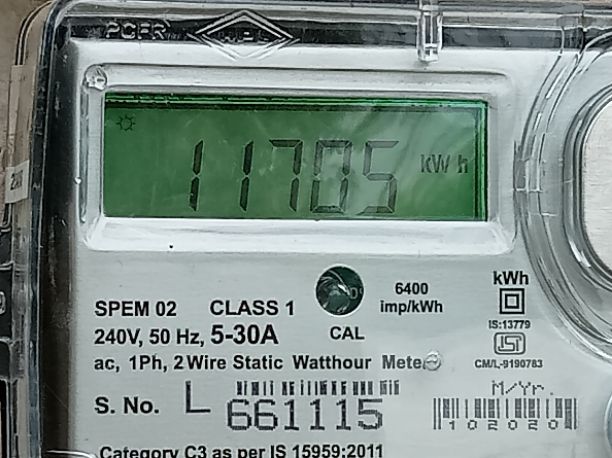 11705 kWh
6400
imp/kWh
kWh
SPEM 02 CLASS 1
IS:13779
240V, 50 Hz, 5-30A
CAL
ISI
ac, 1Ph, 2 Wire Static Watthour Meter
CM/L-9190783
M/Yr.
S. No. L 661115
102020
Category C3 as per IS 15959:2011